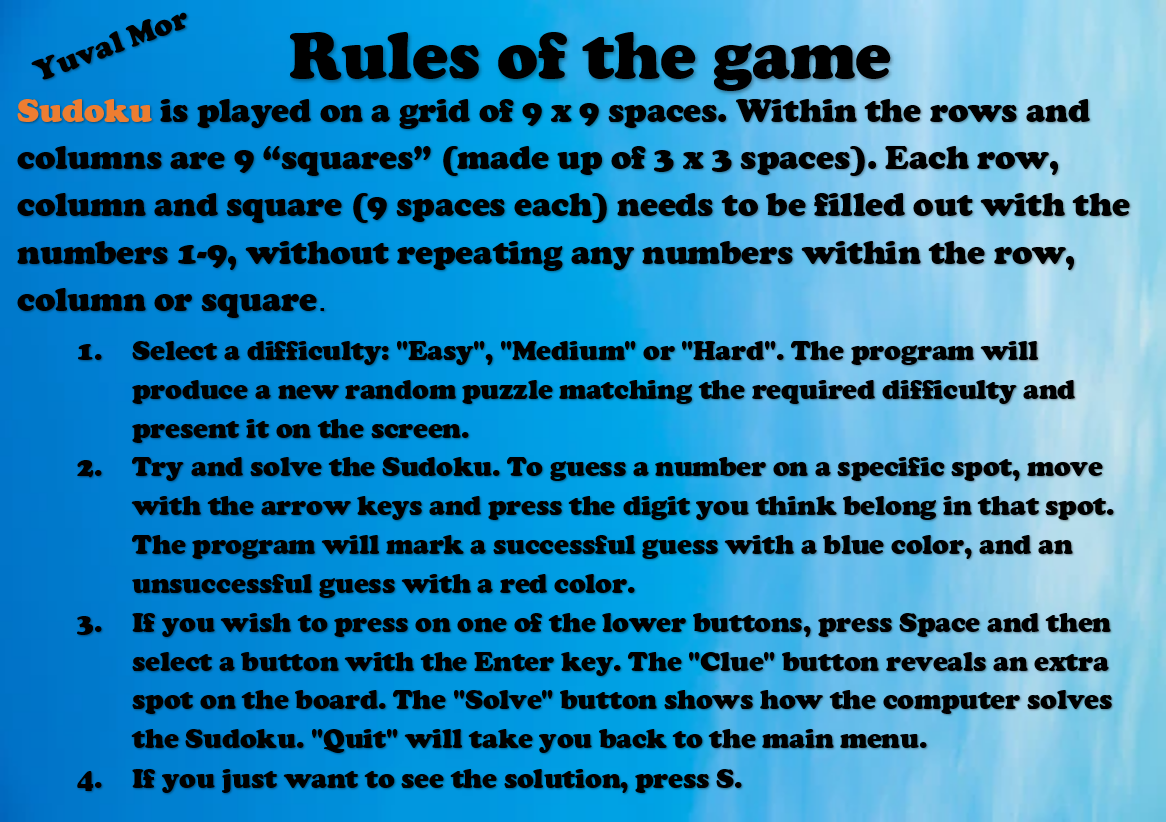 Yuval Mor
Rules of the game
Sudoku is played on a grid of 9 x 9 spaces. Within the rows and
columns are 9 “squares” (made up of 3 x 3 spaces). Each row,
column and square (9 spaces each) needs to be filled out with the
numbers 1-9, without repeating any numbers within the row,
column or square.
1. Select a difficulty: "Easy", "Medium" or "Hard". The program will
produce a new random puzzle matching the required difficulty and
present it on the screen.
2. Try and solve the Sudoku. To guess a number on a specific spot, move
with the arrow keys and press the digit you think belong in that spot.
The program will mark a successful guess with a blue color, and an
unsuccessful guess with a red color.
3. If you wish to press on one of the lower buttons, press Space and then
select a button with the Enter key. The "Clue" button reveals an extra
spot on the board. The "Solve" button shows how the computer solves
the Sudoku. "Quit" will take you back to the main menu.
4. If you just want to see the solution, press S.